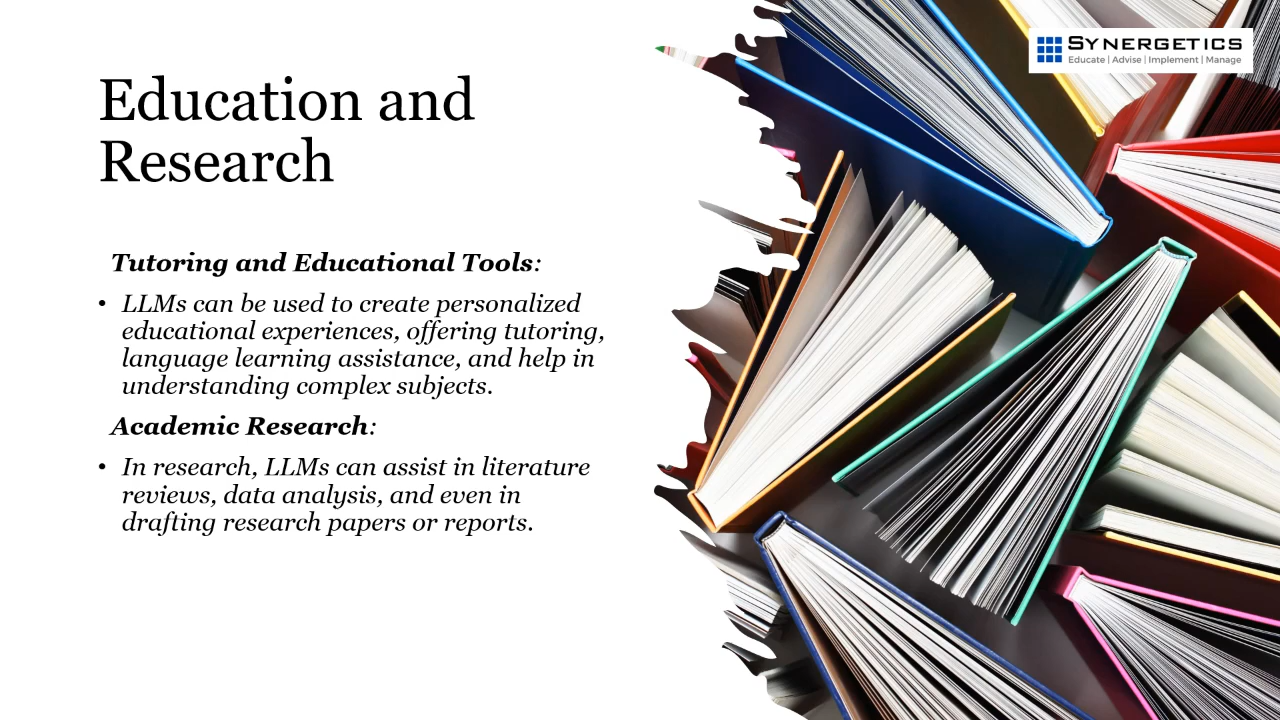 SYNERGETICS
Educate | Advise | Implement | Manage
Education and
Research
Tutoring and Educational Tools:
• LLMs can be used to create personalized
educational experiences, offering tutoring,
language learning assistance, and help in
understanding complex subjects.
Academic Research:
• In research, LLMs can assist in literature
reviews, data analysis, and even in
drafting research papers or reports.